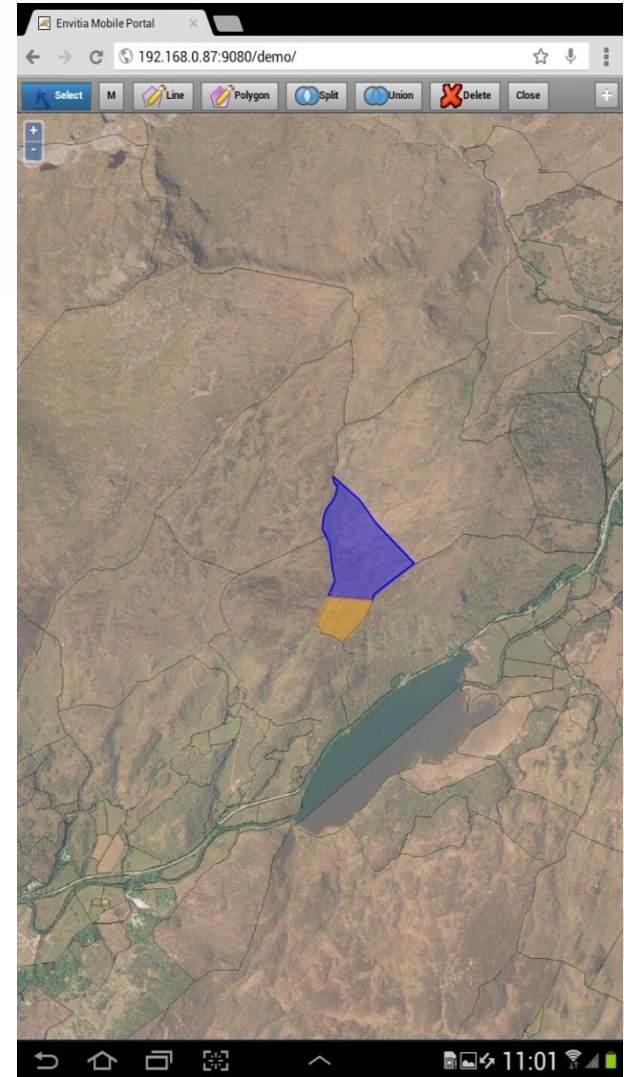 Envitia Mobile Portal
192.168.0.87:9080/demo/
Select M Line Polygon Split Union Delete Close
+
-
11:01